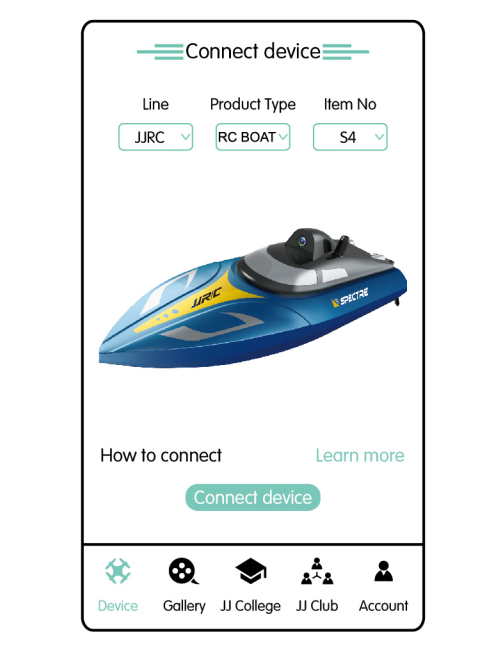 Connect device
Line Product Type Item No
JJRC RC BOAT S4
JJRC
SPECTRE
How to connect Learn more
Connect device
Device Gallery JJ College JJ Club Account